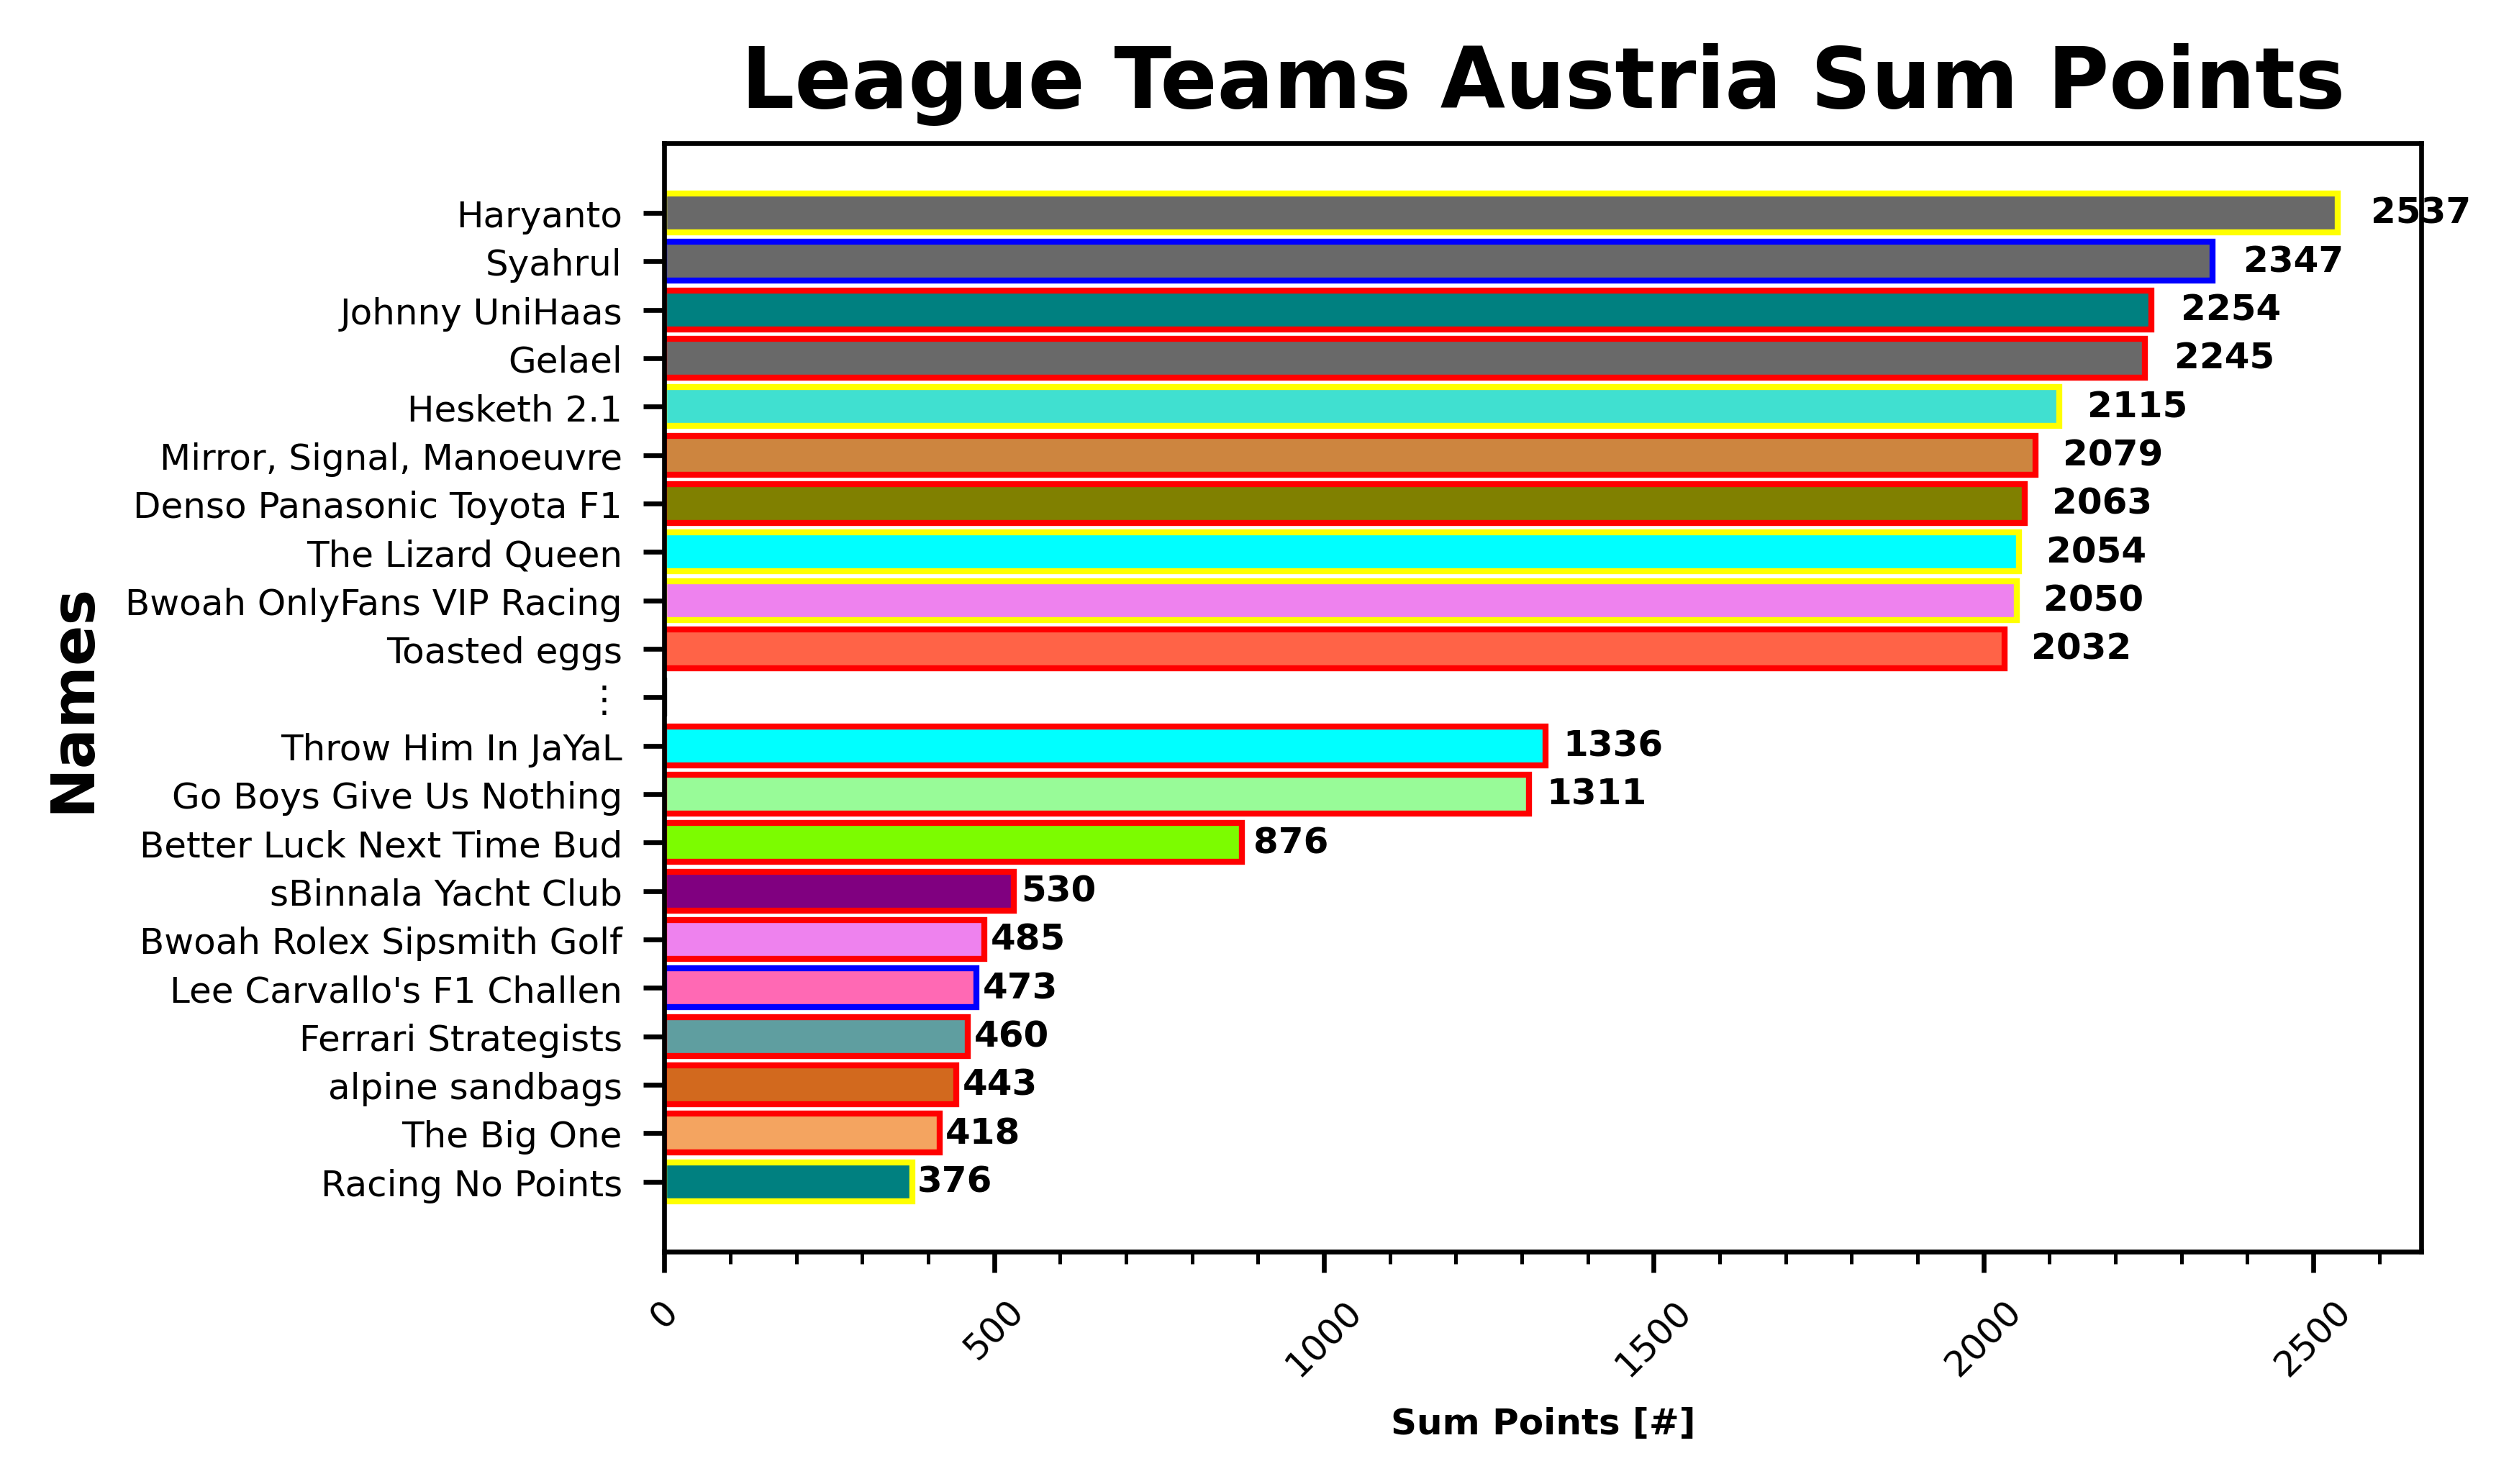 League Teams Austria Sum Points
Names
Haryanto 2537
Syahrul 2347
Johnny UniHaas 2254
Gelael 2245
Hesketh 2.1 2115
Mirror, Signal, Manoeuvre 2079
Denso Panasonic Toyota F1 2063
The Lizard Queen 2054
Bwoah OnlyFans VIP Racing 2050
Toasted eggs 2032
⋮
Throw Him In JaYaL 1336
Go Boys Give Us Nothing 1311
Better Luck Next Time Bud 876
sBinnala Yacht Club 530
Bwoah Rolex Sipsmith Golf 485
Lee Carvallo's F1 Challen 473
Ferrari Strategists 460
alpine sandbags 443
The Big One 418
Racing No Points 376
0 500 1000 1500 2000 2500
Sum Points [#]